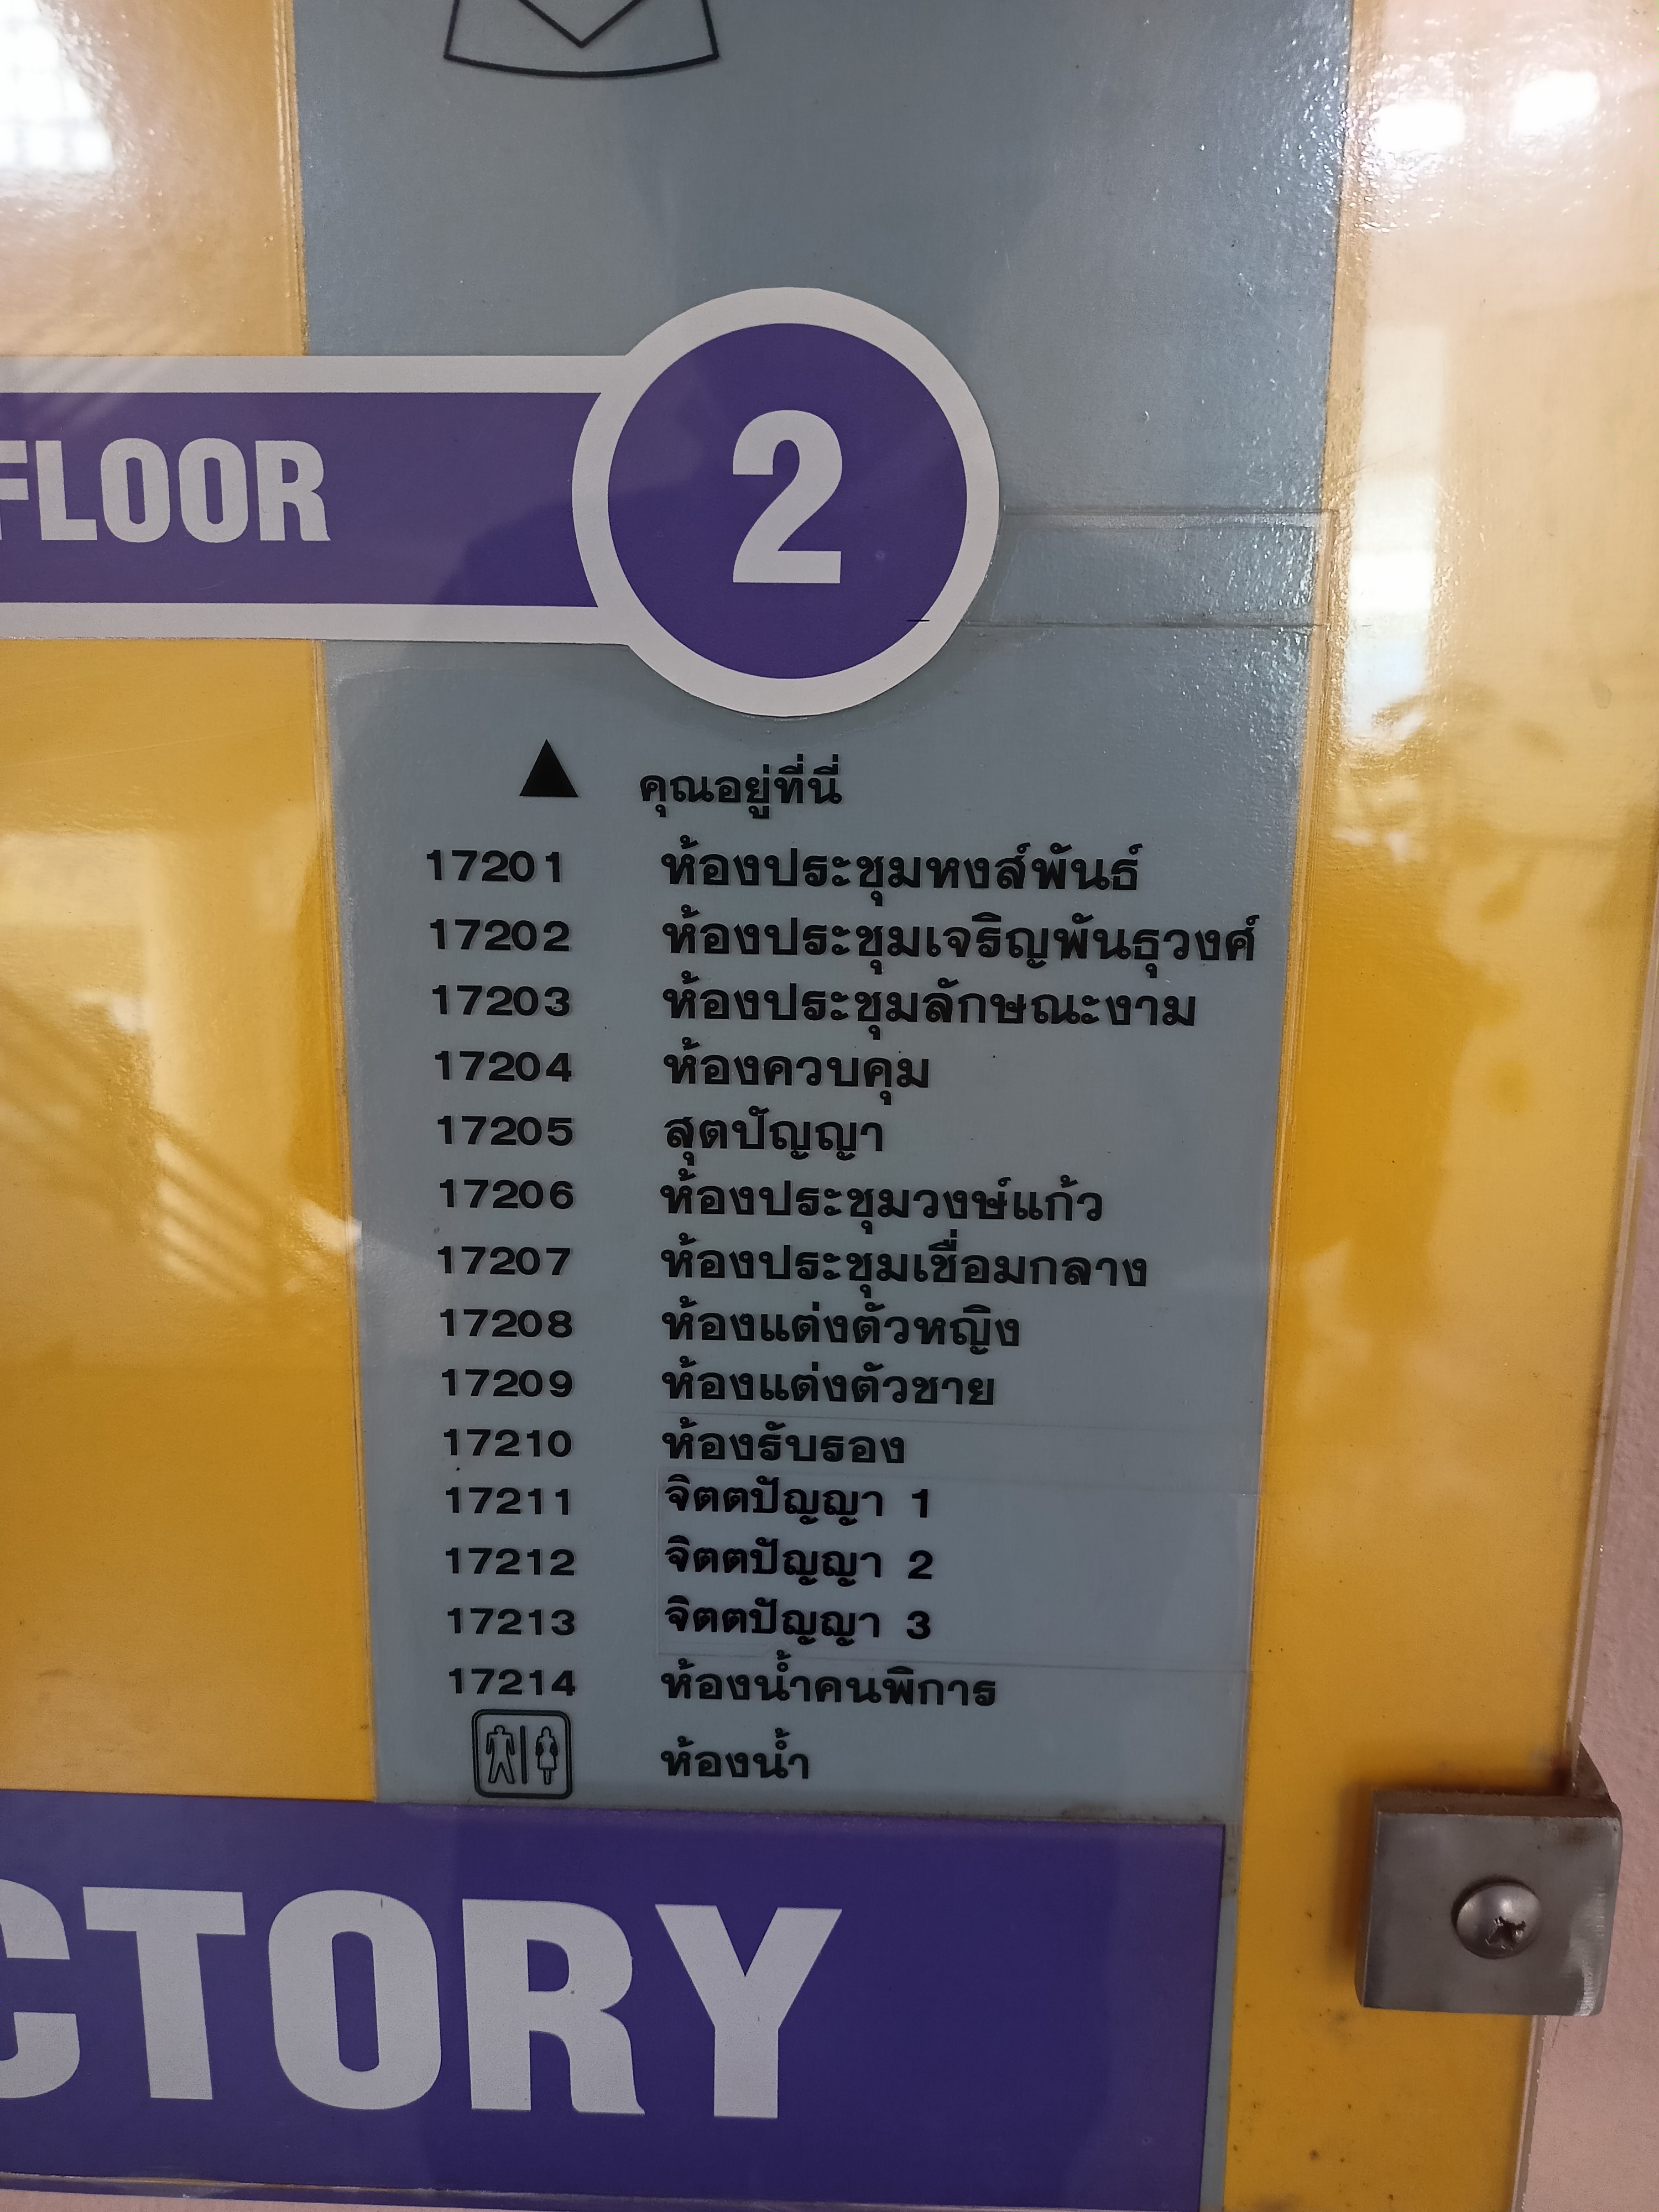 FLOOR 2
▲ คุณอยู่ที่นี่
17201 ห้องประชุมหงส์พันธ์
17202 ห้องประชุมเจริญพันธุวงศ์
17203 ห้องประชุมลักษณะงาม
17204 ห้องควบคุม
17205 สุตปัญญา
17206 ห้องประชุมวงษ์แก้ว
17207 ห้องประชุมเชื่อมกลาง
17208 ห้องแต่งตัวหญิง
17209 ห้องแต่งตัวชาย
17210 ห้องรับรอง
17211 จิตตปัญญา 1
17212 จิตตปัญญา 2
17213 จิตตปัญญา 3
17214 ห้องน้ำคนพิการ
ห้องน้ำ
CTORY